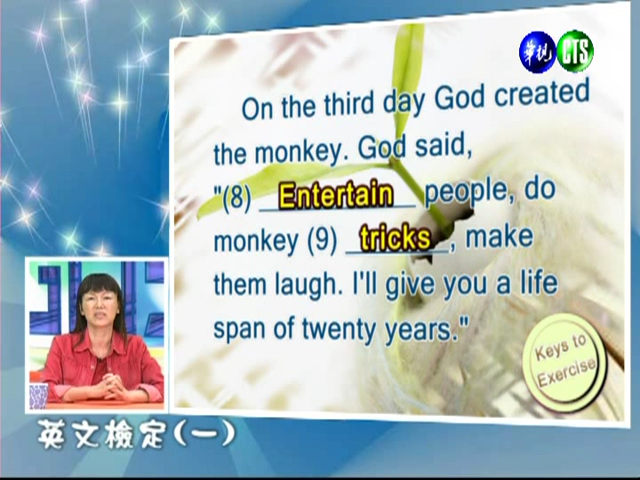 華視 CTS
On the third day God created
the monkey. God said,
"(8) Entertain people, do
monkey (9) tricks, make
them laugh. I'll give you a life
span of twenty years."
Keys to
Exercise
英文檢定(一)